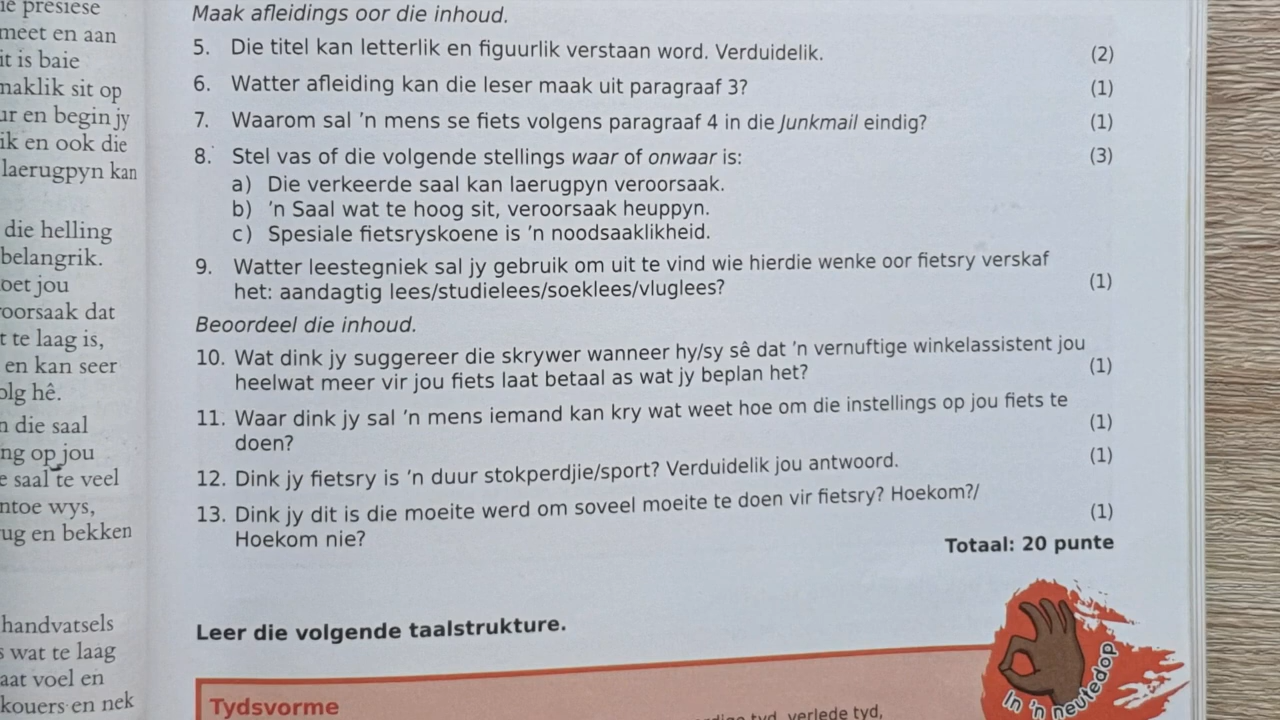 ie presiese
meet en aan
it is baie
naklik sit op
ur en begin jy
ik en ook die
laerugpyn kan
die helling
belangrik.
oet jou
oorsaak dat
t te laag is,
en kan seer
olg hê.
n die saal
ng op jou
e saal te veel
ntoe wys,
ug en bekken
handvatsels
s wat te laag
aat voel en
kouers en nek
Maak afleidings oor die inhoud.
5. Die titel kan letterlik en figuurlik verstaan word. Verduidelik. (2)
6. Watter afleiding kan die leser maak uit paragraaf 3? (1)
7. Waarom sal 'n mens se fiets volgens paragraaf 4 in die Junkmail eindig? (1)
8. Stel vas of die volgende stellings waar of onwaar is: (3)
a) Die verkeerde saal kan laerugpyn veroorsaak.
b) 'n Saal wat te hoog sit, veroorsaak heuppyn.
c) Spesiale fietsryskoene is 'n noodsaaklikheid.
9. Watter leestegniek sal jy gebruik om uit te vind wie hierdie wenke oor fietsry verskaf
het: aandagtig lees/studielees/soeklees/vluglees? (1)
Beoordeel die inhoud.
10. Wat dink jy suggereer die skrywer wanneer hy/sy sê dat 'n vernuftige winkelassistent jou
heelwat meer vir jou fiets laat betaal as wat jy beplan het? (1)
11. Waar dink jy sal 'n mens iemand kan kry wat weet hoe om die instellings op jou fiets te
doen? (1)
12. Dink jy fietsry is 'n duur stokperdjie/sport? Verduidelik jou antwoord. (1)
13. Dink jy dit is die moeite werd om soveel moeite te doen vir fietsry? Hoekom?/
Hoekom nie? (1)
Totaal: 20 punte
Leer die volgende taalstrukture.
In 'n neutedop
Tydsvorme
tyd, verlede tyd,